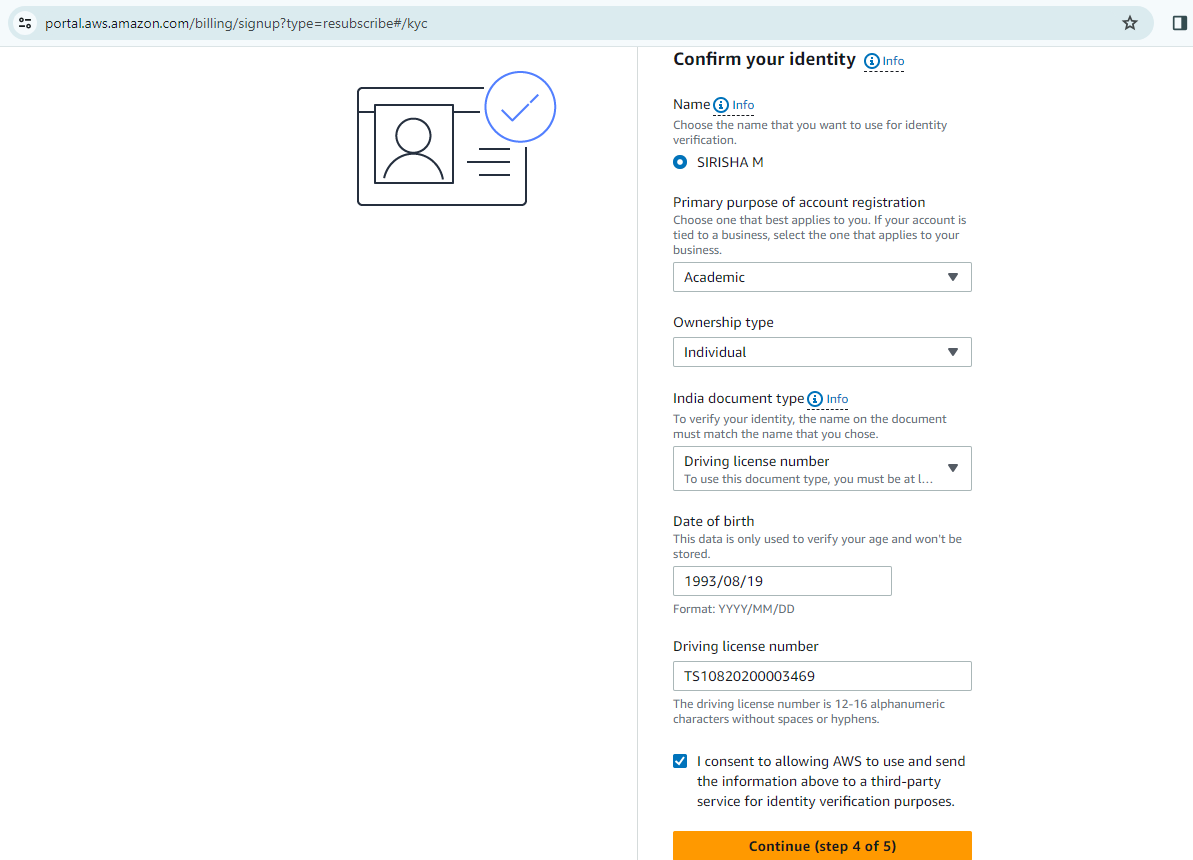 portal.aws.amazon.com/billing/signup?type=resubscribe#/kyc
Confirm your identity Info
Name Info
Choose the name that you want to use for identity
verification.
SIRISHA M
Primary purpose of account registration
Choose one that best applies to you. If your account is
tied to a business, select the one that applies to your
business.
Academic
Ownership type
Individual
India document type Info
To verify your identity, the name on the document
must match the name that you chose.
Driving license number
To use this document type, you must be at l...
Date of birth
This data is only used to verify your age and won't be
stored.
1993/08/19
Format: YYYY/MM/DD
Driving license number
TS10820200003469
The driving license number is 12-16 alphanumeric
characters without spaces or hyphens.
I consent to allowing AWS to use and send
the information above to a third-party
service for identity verification purposes.
Continue (step 4 of 5)